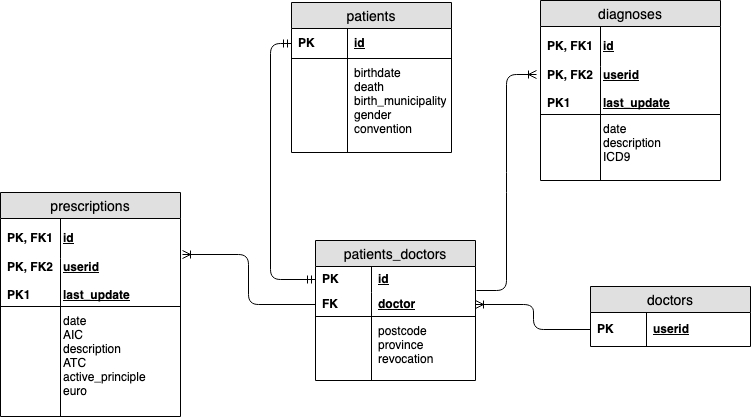 patients
PK id
birthdate
death
birth_municipality
gender
convention
diagnoses
PK, FK1 id
PK, FK2 userid
PK1 last_update
date
description
ICD9
prescriptions
PK, FK1 id
PK, FK2 userid
PK1 last_update
date
AIC
description
ATC
active_principle
euro
patients_doctors
PK id
FK doctor
postcode
province
revocation
doctors
PK userid